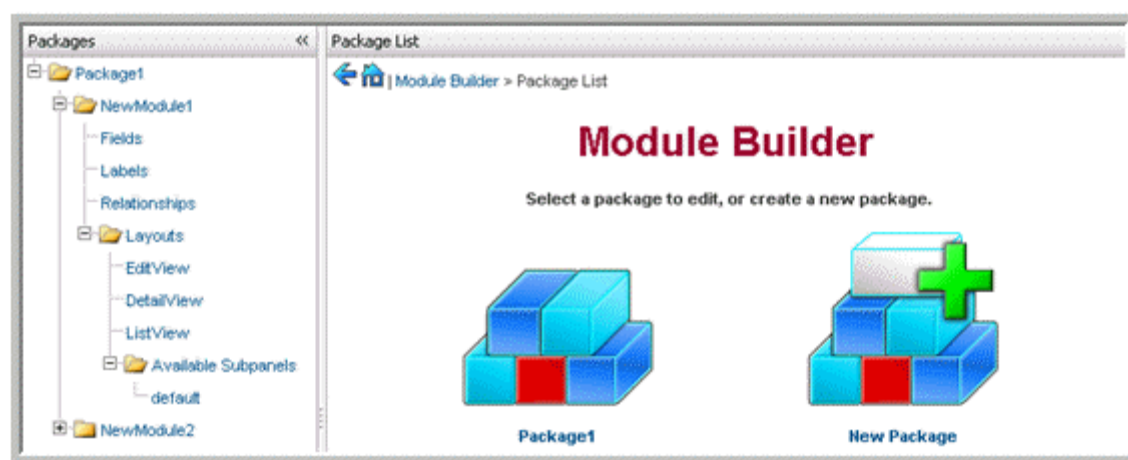 Packages «
Package1
NewModule1
Fields
Labels
Relationships
Layouts
EditView
DetailView
ListView
Available Subpanels
default
NewModule2
Package List
| Module Builder > Package List
Module Builder
Select a package to edit, or create a new package.
Package1
New Package